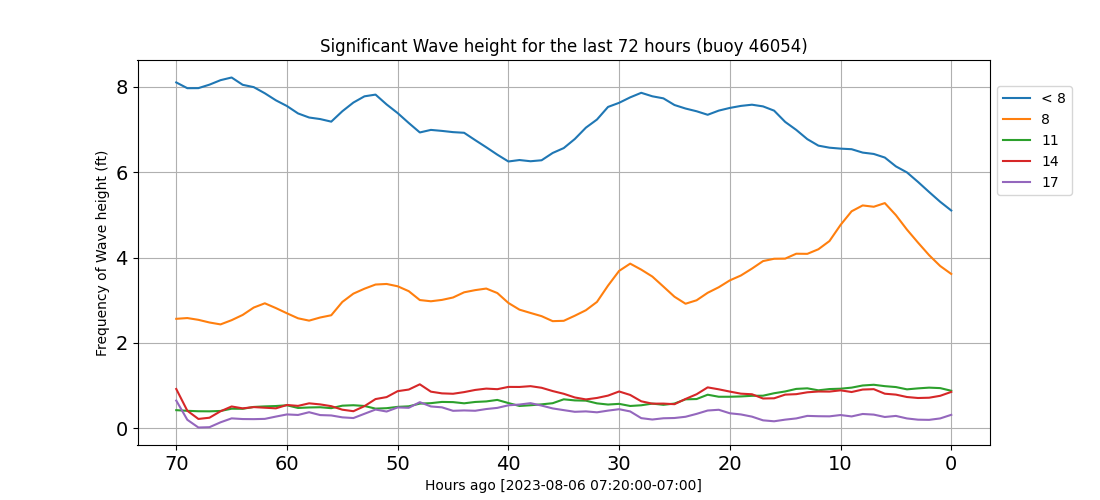 Significant Wave height for the last 72 hours (buoy 46054)
Frequency of Wave height (ft)
8
6
4
2
0
70 60 50 40 30 20 10 0
Hours ago [2023-08-06 07:20:00-07:00]
< 8
8
11
14
17